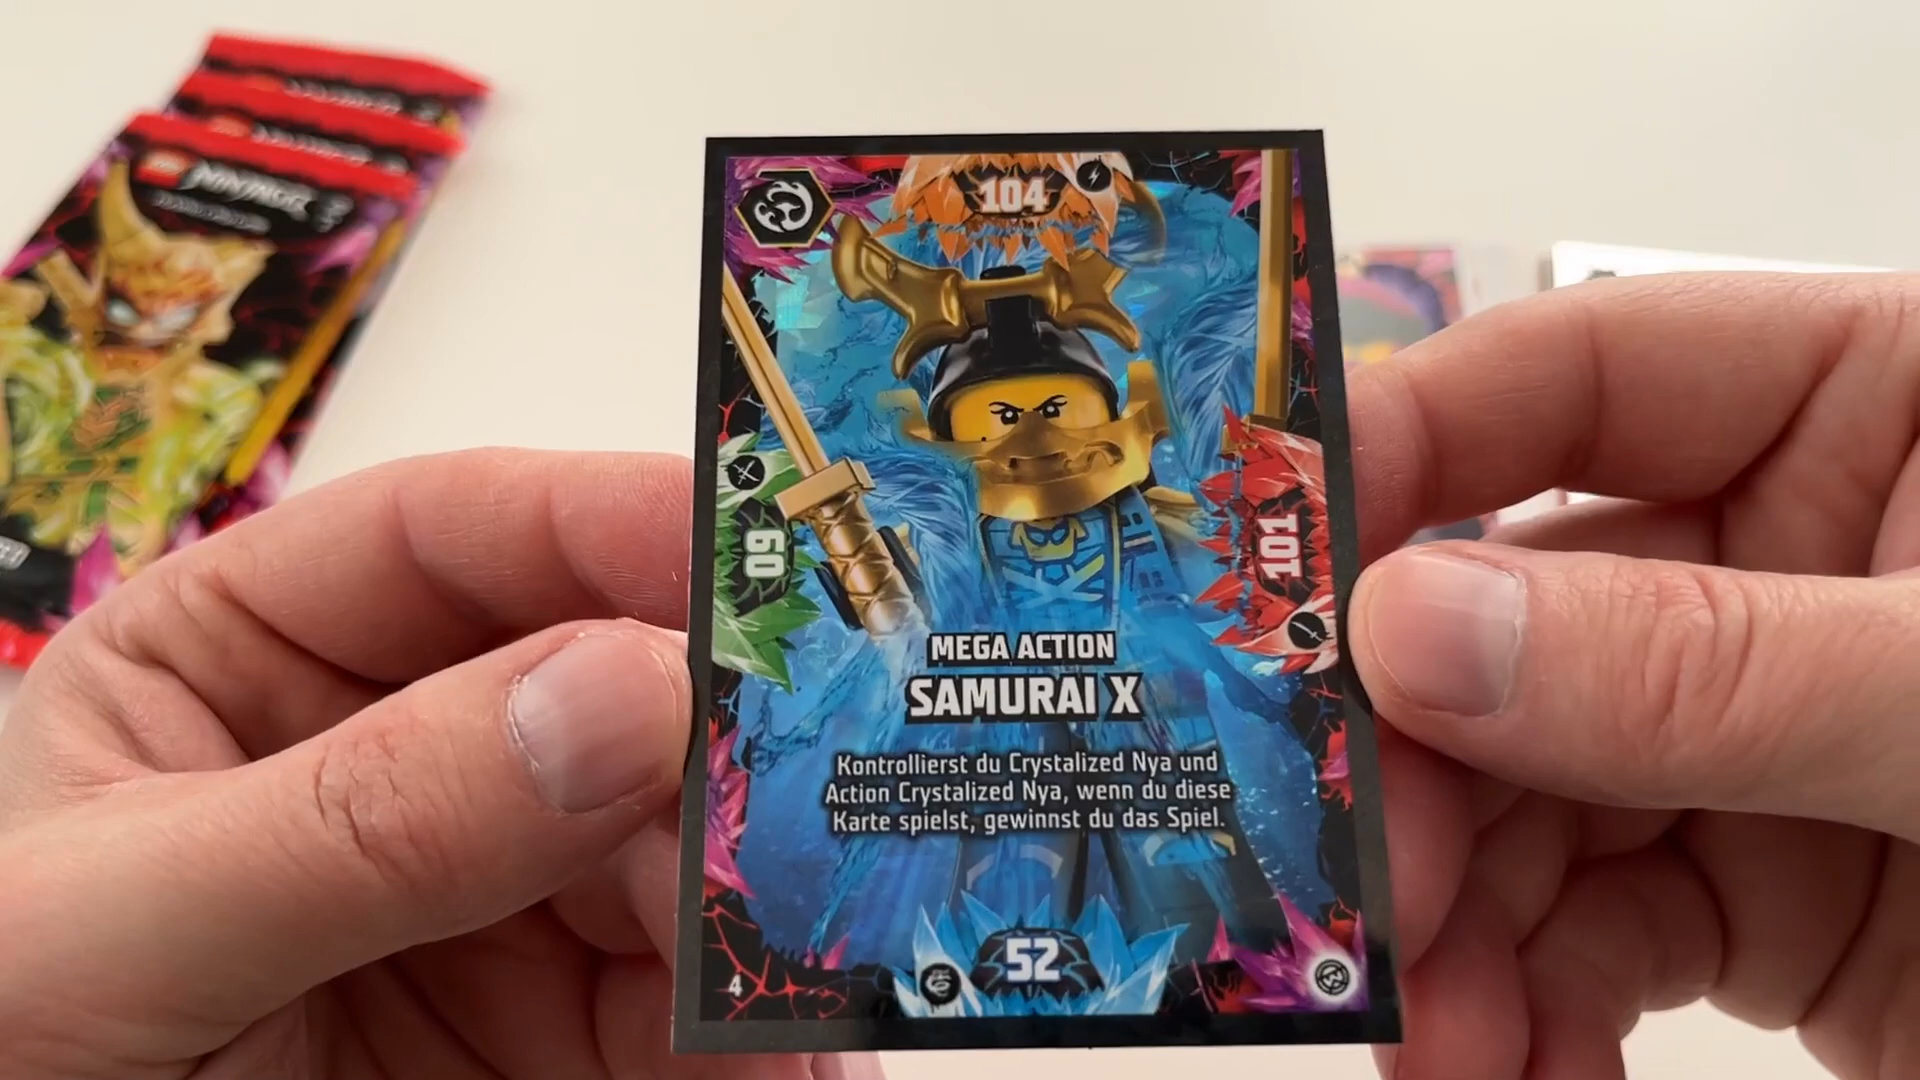 104
60
101
MEGA ACTION
SAMURAI X
Kontrollierst du Crystalized Nya und
Action Crystalized Nya, wenn du diese
Karte spielst, gewinnst du das Spiel.
52
4
NINJAGO